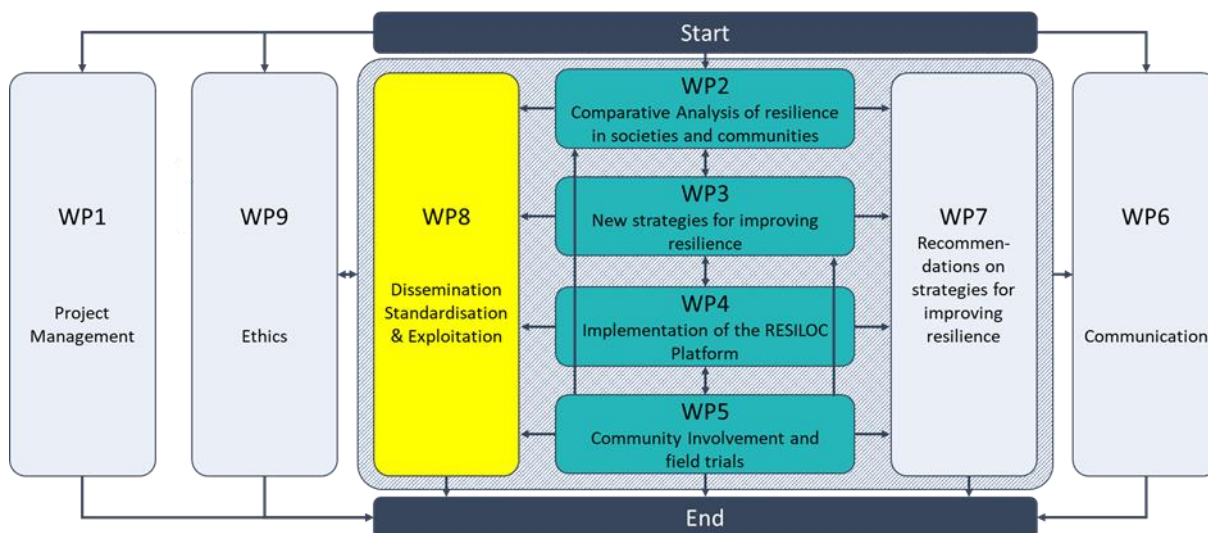 Start
WP1
Project
Management
WP9
Ethics
WP8
Dissemination
Standardisation
& Exploitation
WP2
Comparative Analysis of resilience
in societies and communities
WP3
New strategies for improving
resilience
WP4
Implementation of the RESILOC
Platform
WP5
Community Involvement and
field trials
WP7
Recommen-
dations on
strategies for
improving
resilience
WP6
Communication
End